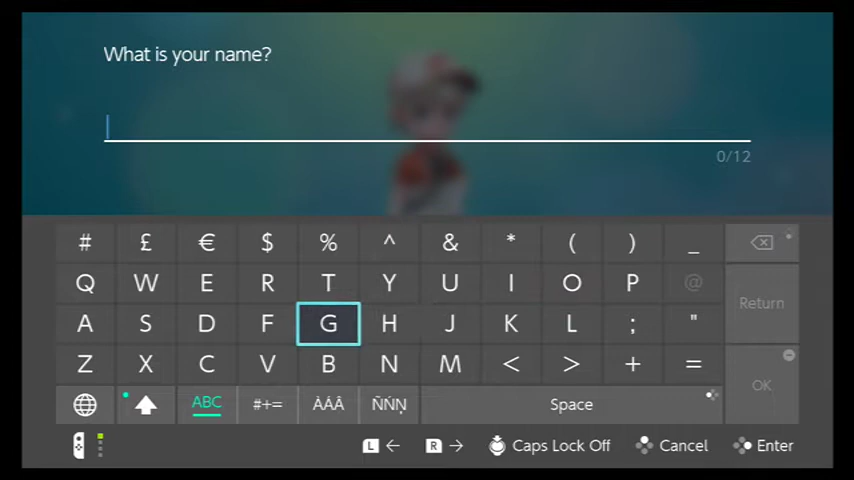 What is your name?
0/12
# £ € $ % ^ & * ( ) _
Q W E R T Y U I O P @
A S D F G H J K L ; "
Return
Z X C V B N M < > + =
OK
ABC #+= ÀÁÂ ÑŃŅ Space
L ← R → Caps Lock Off Cancel Enter